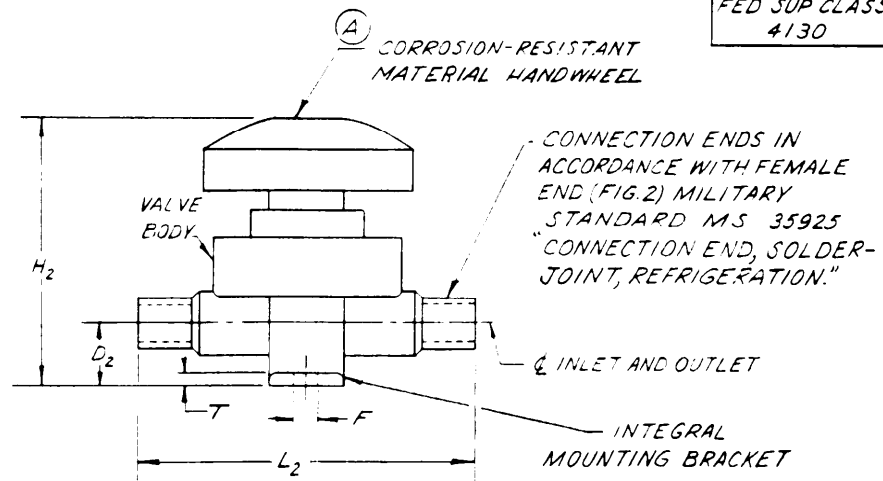 FED SUP CLASS
4130
A
CORROSION-RESISTANT
MATERIAL HANDWHEEL
CONNECTION ENDS IN
ACCORDANCE WITH FEMALE
END (FIG.2) MILITARY
STANDARD MS 35925
"CONNECTION END, SOLDER-
JOINT, REFRIGERATION."
VALVE
BODY
H2
D2
℄ INLET AND OUTLET
T
F
L2
INTEGRAL
MOUNTING BRACKET